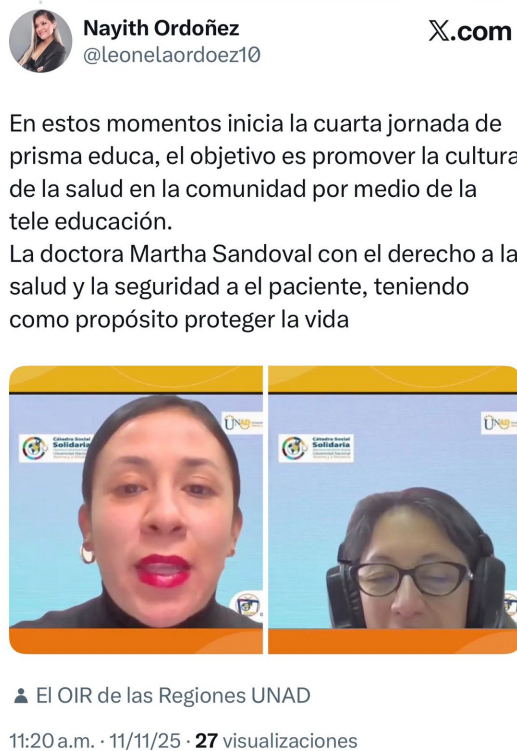 Nayith Ordoñez
X.com
@leonelaordoez10
En estos momentos inicia la cuarta jornada de
prisma educa, el objetivo es promover la cultura
de la salud en la comunidad por medio de la
tele educación.
La doctora Martha Sandoval con el derecho a la
salud y la seguridad a el paciente, teniendo
como propósito proteger la vida
UNAD
Cátedra Social
Solidaria
UNAD
Cátedra Social
Solidaria
El OIR de las Regiones UNAD
11:20 a.m. · 11/11/25 · 27 visualizaciones